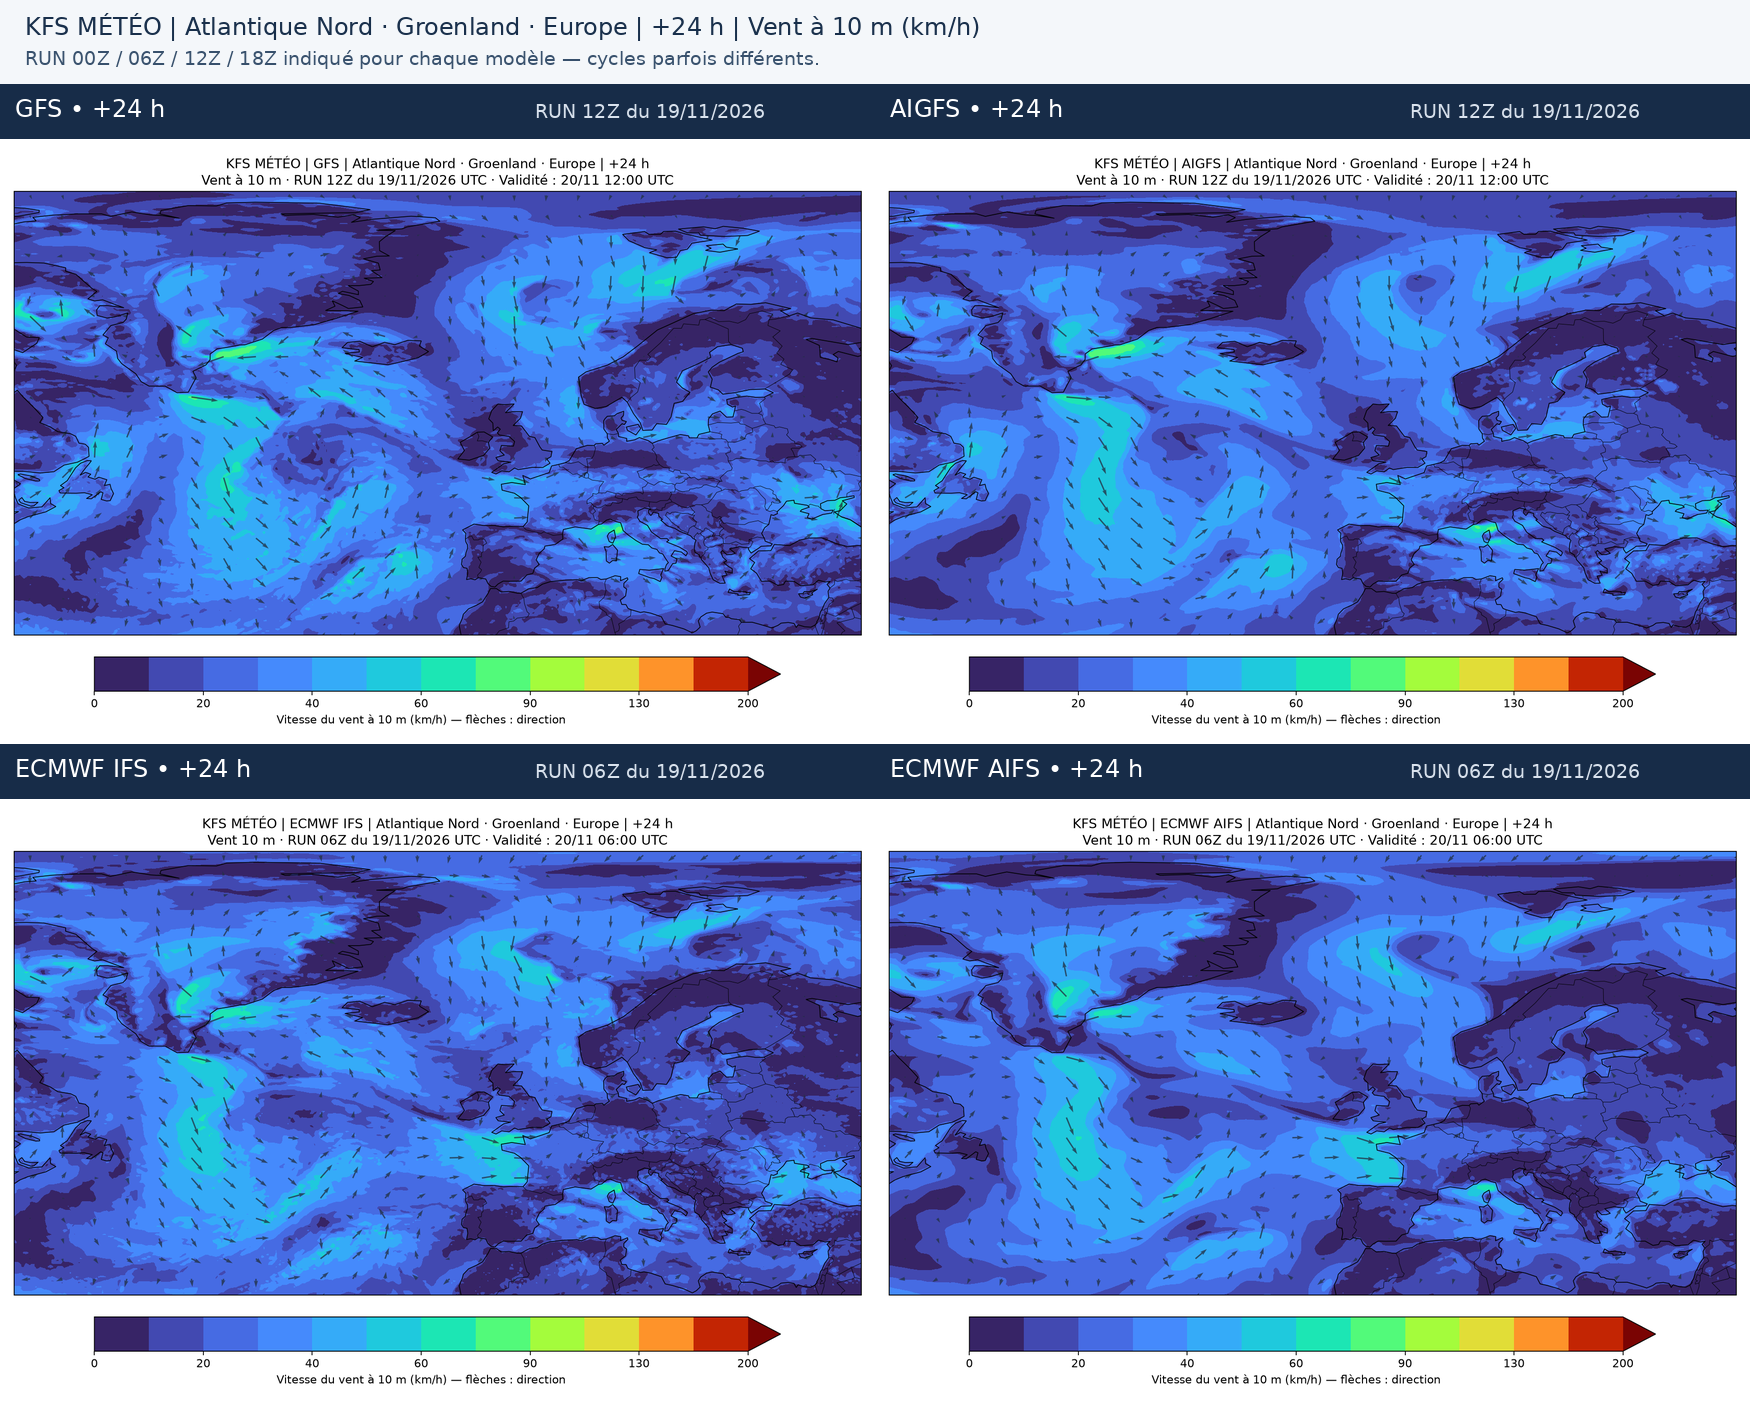 KFS MÉTÉO | Atlantique Nord · Groenland · Europe | +24 h | Vent à 10 m (km/h)
RUN 00Z / 06Z / 12Z / 18Z indiqué pour chaque modèle — cycles parfois différents.
GFS • +24 h RUN 12Z du 19/11/2026
KFS MÉTÉO | GFS | Atlantique Nord · Groenland · Europe | +24 h
Vent à 10 m · RUN 12Z du 19/11/2026 UTC · Validité : 20/11 12:00 UTC
0 20 40 60 90 130 200
Vitesse du vent à 10 m (km/h) — flèches : direction
AIGFS • +24 h RUN 12Z du 19/11/2026
KFS MÉTÉO | AIGFS | Atlantique Nord · Groenland · Europe | +24 h
Vent à 10 m · RUN 12Z du 19/11/2026 UTC · Validité : 20/11 12:00 UTC
0 20 40 60 90 130 200
Vitesse du vent à 10 m (km/h) — flèches : direction
ECMWF IFS • +24 h RUN 06Z du 19/11/2026
KFS MÉTÉO | ECMWF IFS | Atlantique Nord · Groenland · Europe | +24 h
Vent 10 m · RUN 06Z du 19/11/2026 UTC · Validité : 20/11 06:00 UTC
0 20 40 60 90 130 200
Vitesse du vent à 10 m (km/h) — flèches : direction
ECMWF AIFS • +24 h RUN 06Z du 19/11/2026
KFS MÉTÉO | ECMWF AIFS | Atlantique Nord · Groenland · Europe | +24 h
Vent 10 m · RUN 06Z du 19/11/2026 UTC · Validité : 20/11 06:00 UTC
0 20 40 60 90 130 200
Vitesse du vent à 10 m (km/h) — flèches : direction